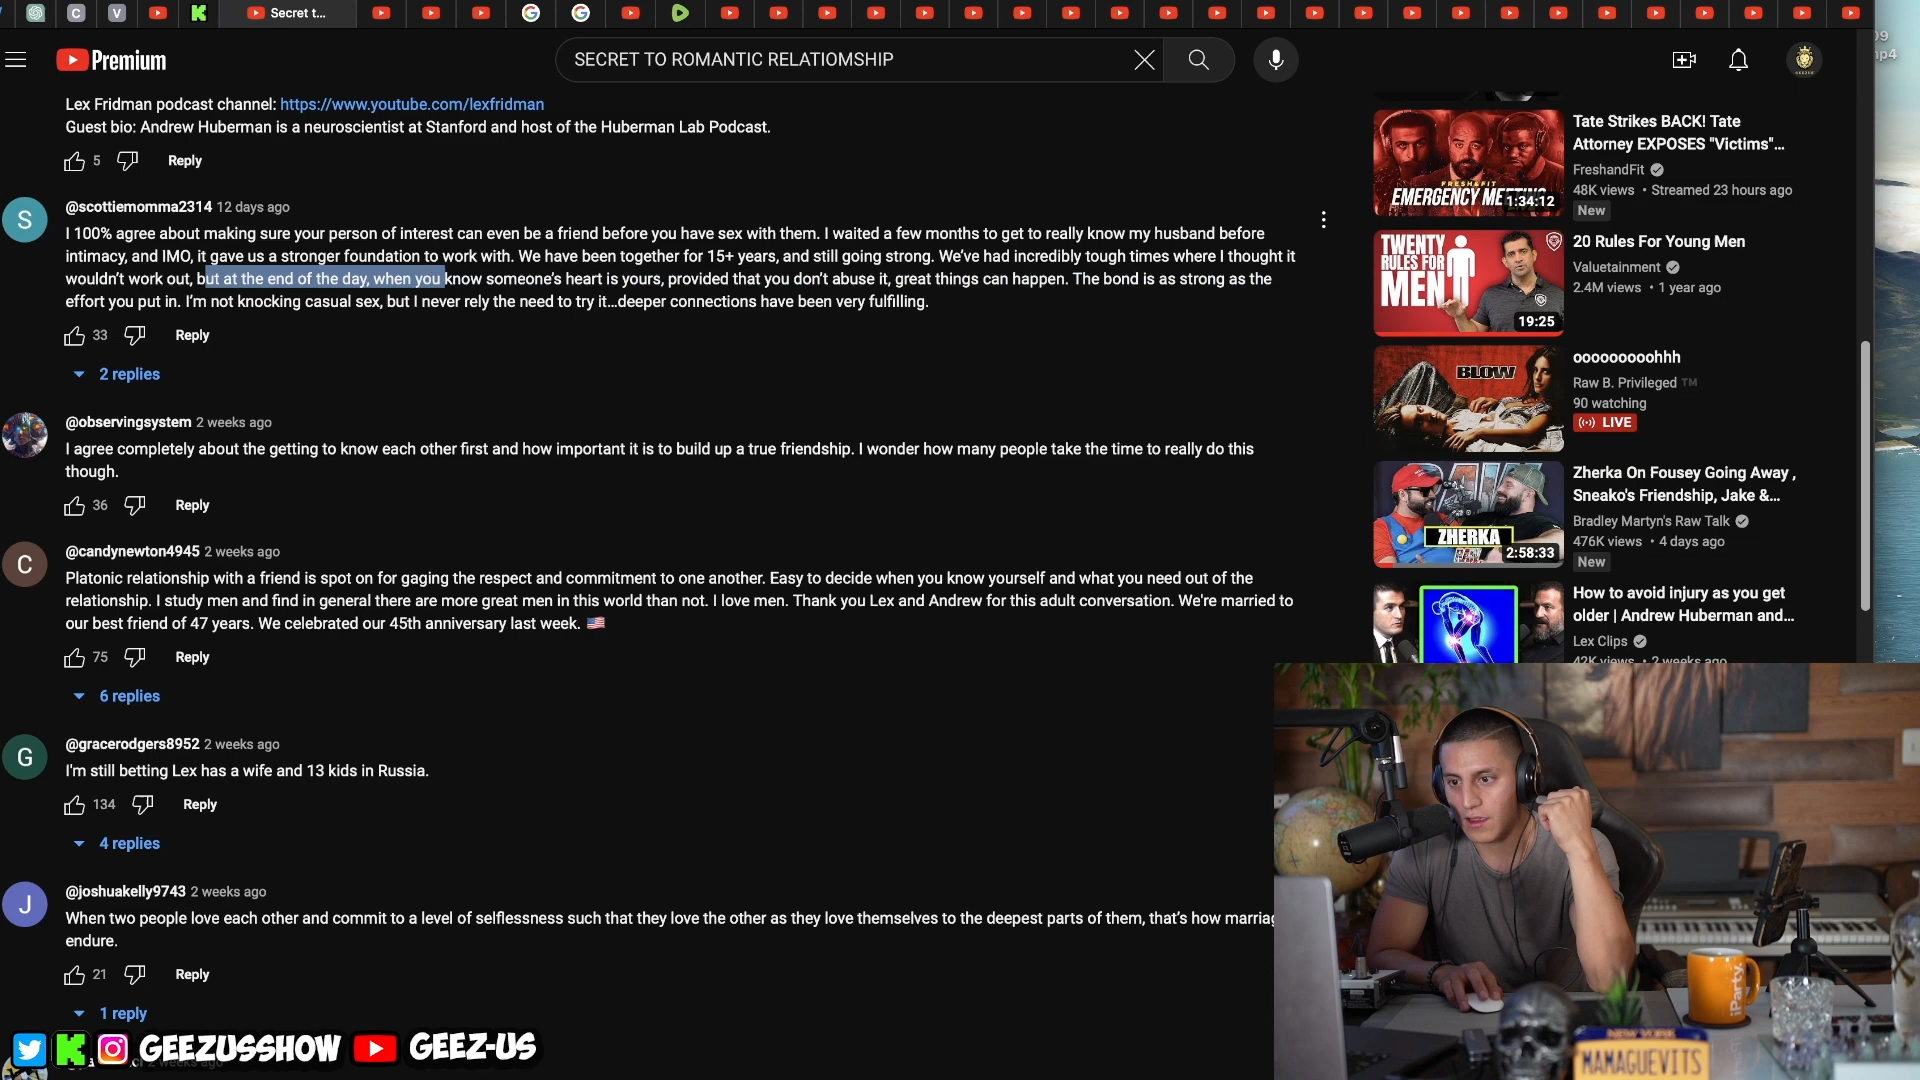 Secret t...
09
mp4
Premium
SECRET TO ROMANTIC RELATIOMSHIP
Lex Fridman podcast channel: https://www.youtube.com/lexfridman
Guest bio: Andrew Huberman is a neuroscientist at Stanford and host of the Huberman Lab Podcast.
5 Reply
S
@scottiemomma2314 12 days ago
I 100% agree about making sure your person of interest can even be a friend before you have sex with them. I waited a few months to get to really know my husband before
intimacy, and IMO, it gave us a stronger foundation to work with. We have been together for 15+ years, and still going strong. We've had incredibly tough times where I thought it
wouldn't work out, but at the end of the day, when you know someone's heart is yours, provided that you don't abuse it, great things can happen. The bond is as strong as the
effort you put in. I'm not knocking casual sex, but I never rely the need to try it...deeper connections have been very fulfilling.
33 Reply
2 replies
@observingsystem 2 weeks ago
I agree completely about the getting to know each other first and how important it is to build up a true friendship. I wonder how many people take the time to really do this
though.
36 Reply
C
@candynewton4945 2 weeks ago
Platonic relationship with a friend is spot on for gaging the respect and commitment to one another. Easy to decide when you know yourself and what you need out of the
relationship. I study men and find in general there are more great men in this world than not. I love men. Thank you Lex and Andrew for this adult conversation. We're married to
our best friend of 47 years. We celebrated our 45th anniversary last week. 🇺🇸
75 Reply
6 replies
G
@gracerodgers8952 2 weeks ago
I'm still betting Lex has a wife and 13 kids in Russia.
134 Reply
4 replies
J
@joshuakelly9743 2 weeks ago
When two people love each other and commit to a level of selflessness such that they love the other as they love themselves to the deepest parts of them, that's how marriag
endure.
21 Reply
1 reply
2 weeks ago
GEEZUSSHOW GEEZ-US
FRESH&FIT
EMERGENCY MEETING
1:34:12
Tate Strikes BACK! Tate
Attorney EXPOSES "Victims"...
FreshandFit
48K views • Streamed 23 hours ago
New
TWENTY
RULES FOR
MEN
19:25
20 Rules For Young Men
Valuetainment
2.4M views • 1 year ago
BLOW
ooooooooohhh
Raw B. Privileged ™
90 watching
LIVE
ZHERKA
2:58:33
Zherka On Fousey Going Away ,
Sneako's Friendship, Jake &...
Bradley Martyn's Raw Talk
476K views • 4 days ago
New
How to avoid injury as you get
older | Andrew Huberman and...
Lex Clips
42K views • 2 weeks ago
iParty.
NEW YORK
MAMAGUEVITS